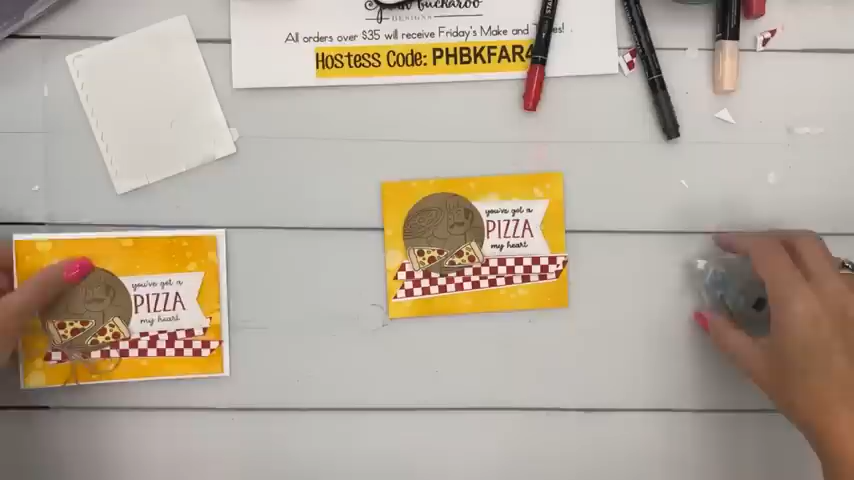 buckaroo
DESIGNS
All orders over $35 will receive Friday's Make and
Hostess Code: PHBKFAR4
you've got a
PIZZA
my heart
you've got a
PIZZA
my heart